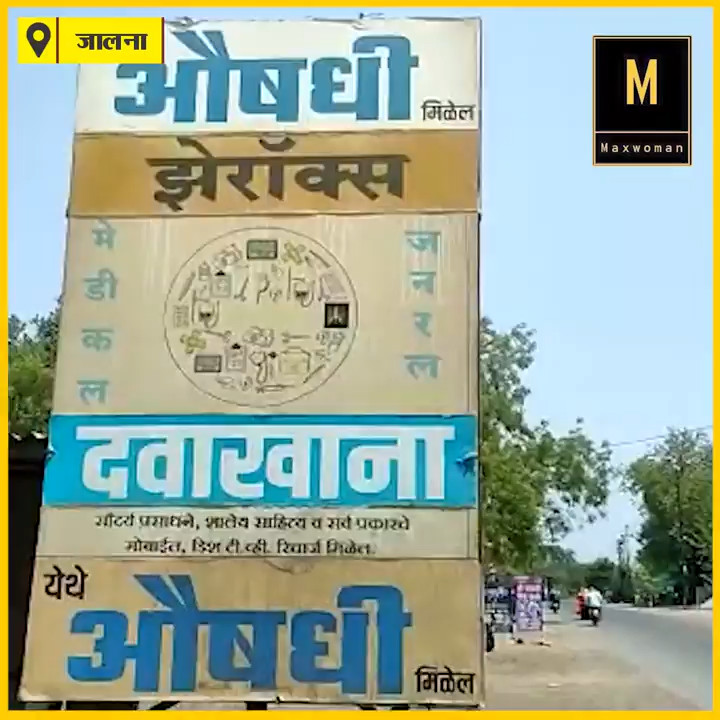 जालना
M
Maxwoman
औषधी
मिळेल
झेरॉक्स
मेडीकल
जनरल
दवाखाना
सौंदर्य प्रसाधने, शालेय साहित्य व सर्व प्रकारचे
मोबाईल, डिश टी.व्ही. रिचार्ज मिळेल.
येथे
औषधी
मिळेल